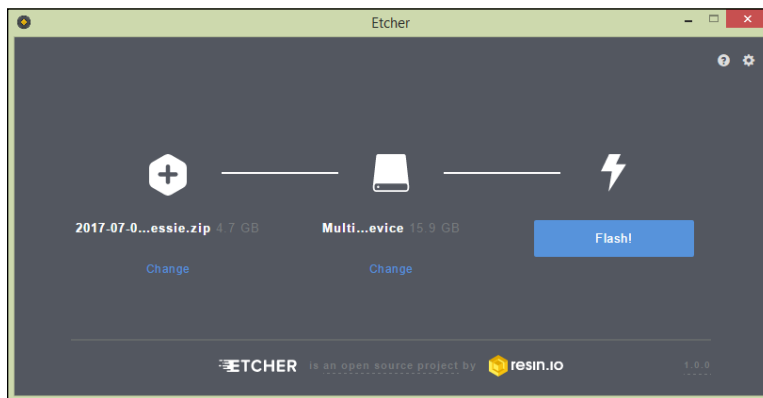 Etcher
2017-07-0...essie.zip 4.7 GB
Multi...evice 15.9 GB
Flash!
Change
Change
ETCHER is an open source project by resin.io
1.0.0